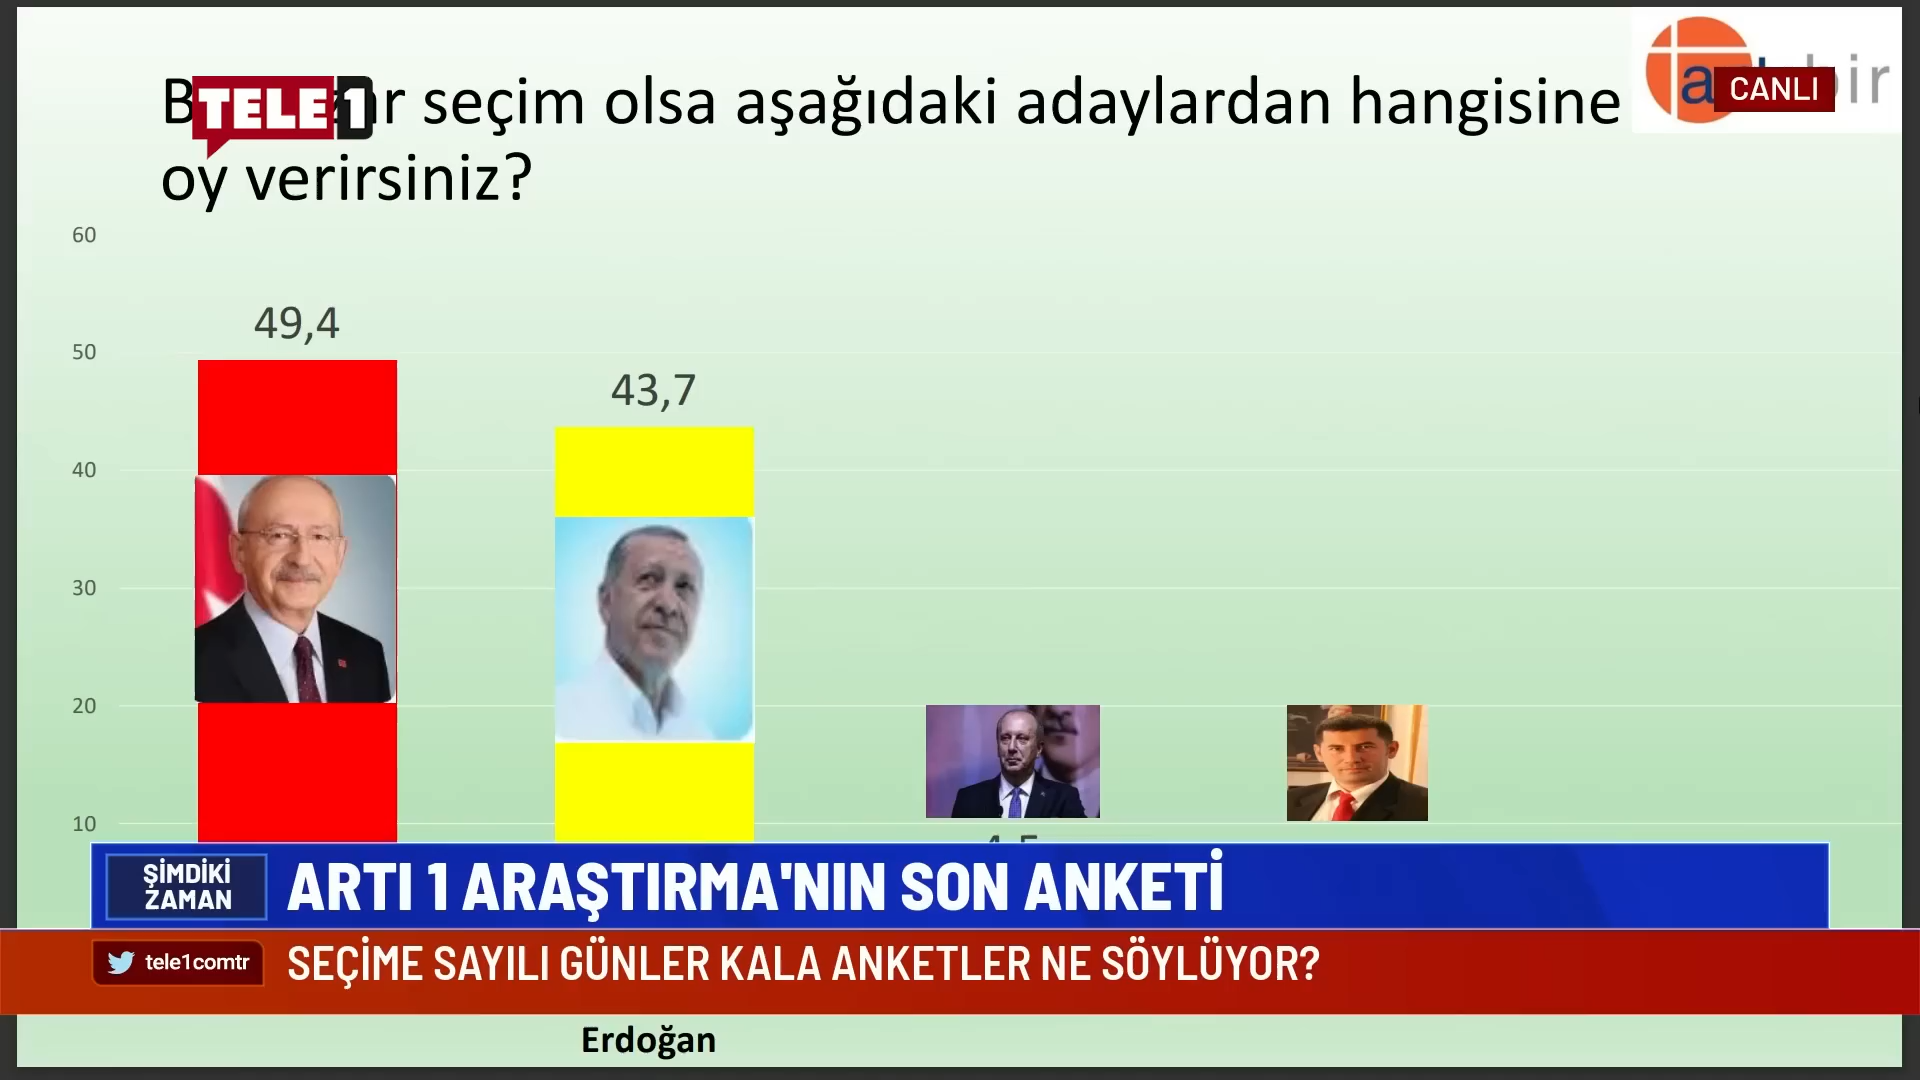 seçim olsa aşağıdaki adaylardan hangisine
oy verirsiniz?
TELE1
CANLI
60
49,4
50
43,7
40
30
20
10
ŞİMDİKİ
ZAMAN
ARTI 1 ARAŞTIRMA'NIN SON ANKETİ
tele1comtr
SEÇİME SAYILI GÜNLER KALA ANKETLER NE SÖYLÜYOR?
Erdoğan